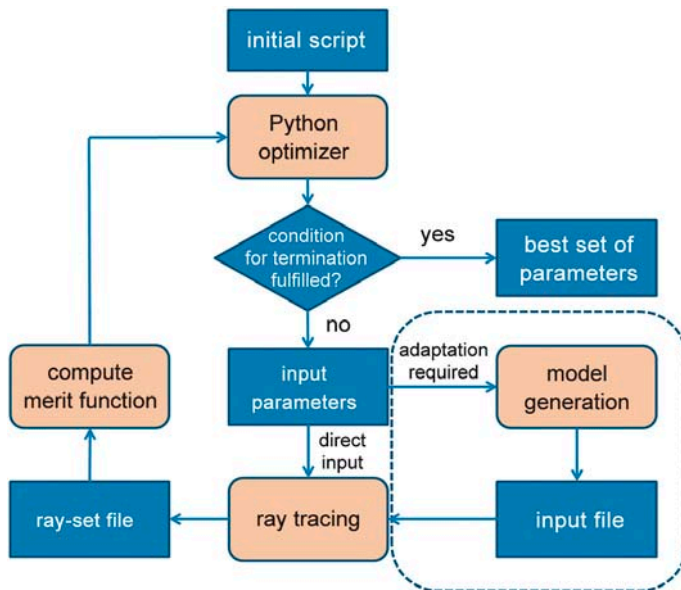 initial script
Python
optimizer
condition
for termination
fulfilled?
yes
best set of
parameters
no
compute
merit function
input
parameters
adaptation
required
model
generation
direct
input
ray-set file
ray tracing
input file